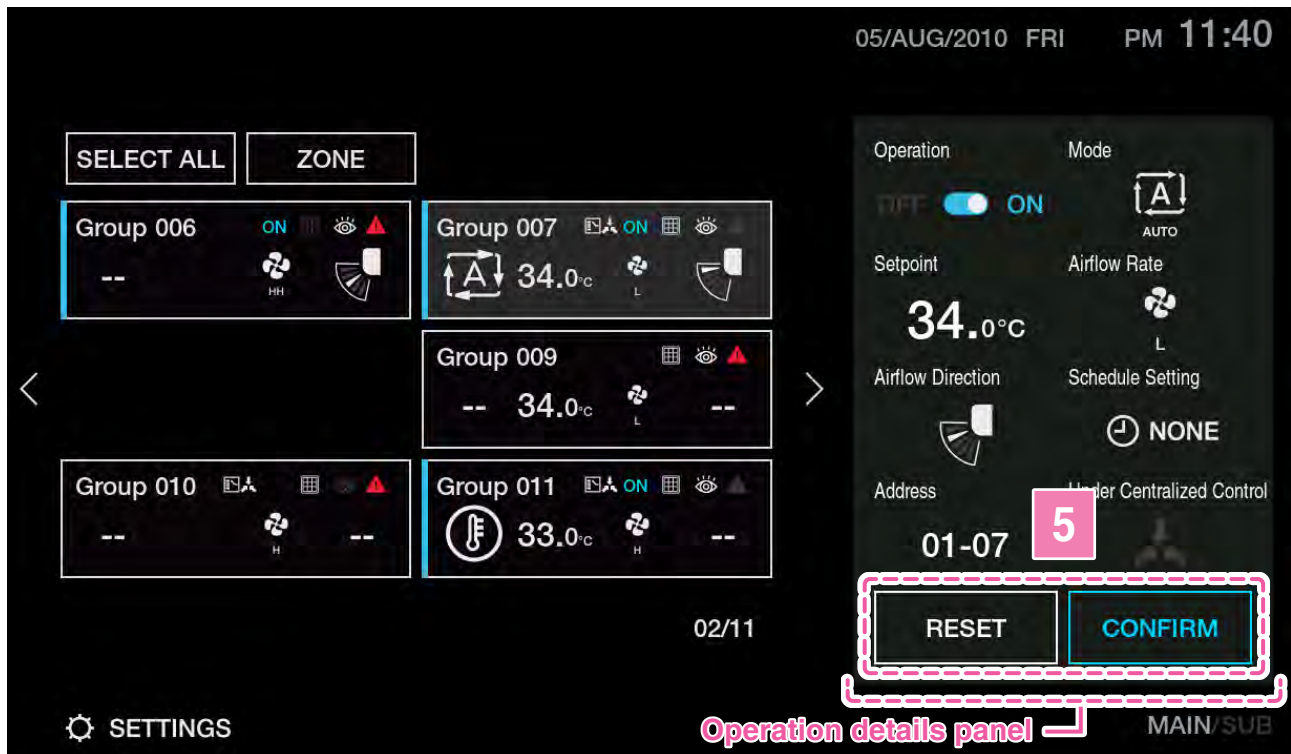 05/AUG/2010 FRI PM 11:40
SELECT ALL ZONE
Group 006 ON
-- HH
Group 007 ON
A 34.0°C L
Group 009
-- 34.0°C L --
Group 010
-- H --
Group 011 ON
33.0°C H --
02/11
SETTINGS
Operation Mode
OFF ON A
AUTO
Setpoint Airflow Rate
34.0°C L
Airflow Direction Schedule Setting
NONE
Address Under Centralized Control
01-07 5
RESET CONFIRM
Operation details panel
MAIN/SUB